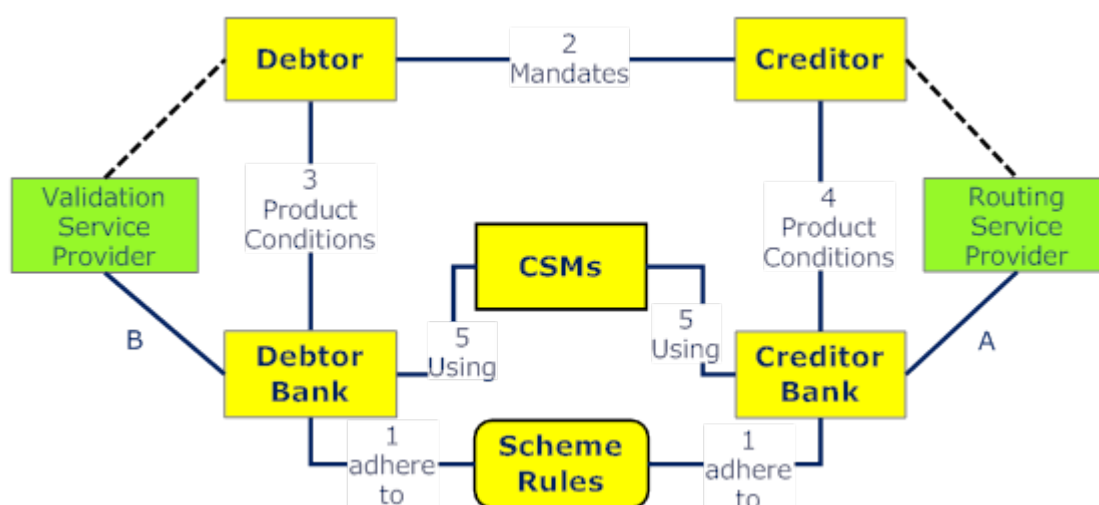 Debtor
2
Mandates
Creditor
Validation
Service
Provider
3
Product
Conditions
CSMs
4
Product
Conditions
Routing
Service
Provider
B
5
Using
5
Using
A
Debtor
Bank
Creditor
Bank
1
adhere
to
Scheme
Rules
1
adhere
to